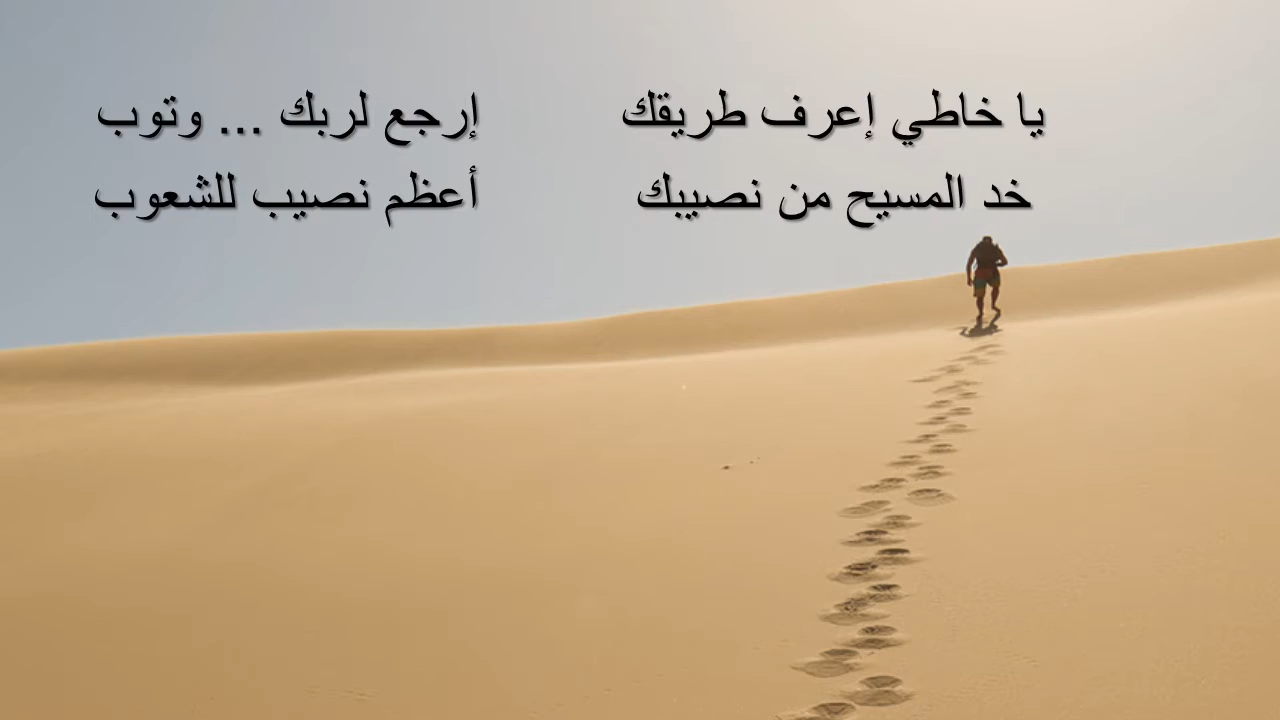 يا خاطي إعرف طريقك إرجع لربك ... وتوب
خد المسيح من نصيبك أعظم نصيب للشعوب